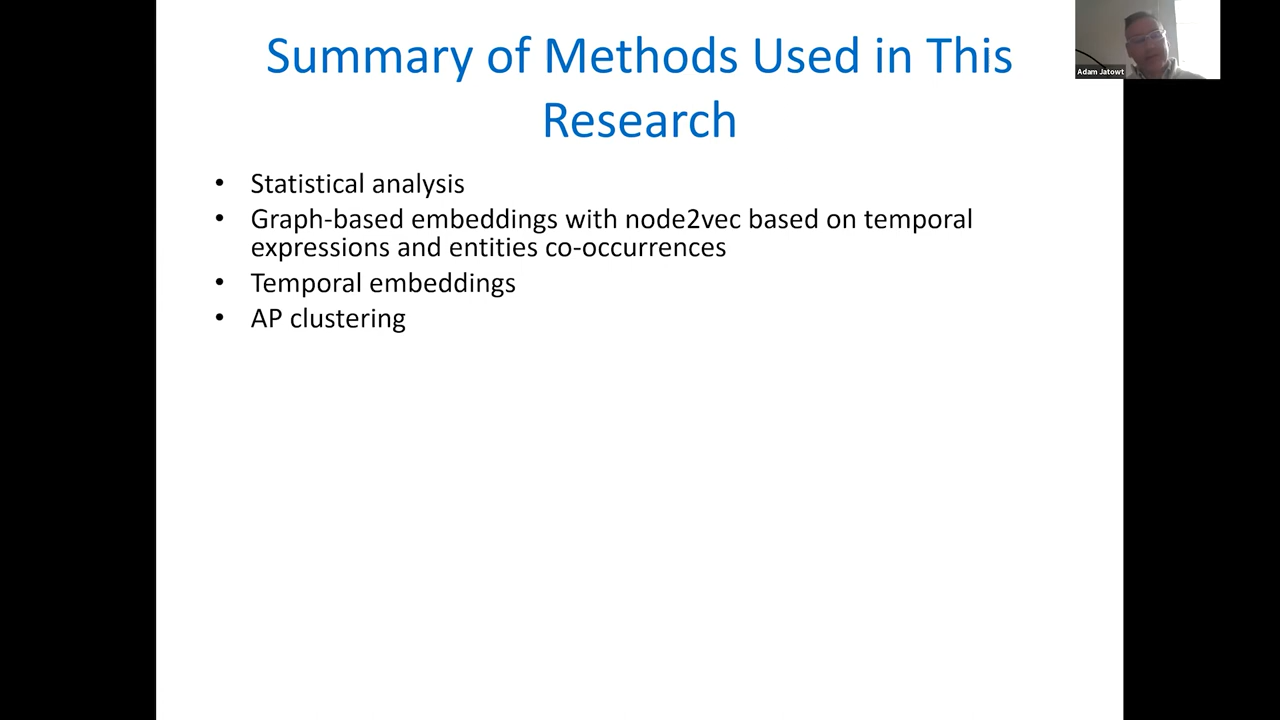 Summary of Methods Used in This
Research
Adam Jatowt
• Statistical analysis
• Graph-based embeddings with node2vec based on temporal
expressions and entities co-occurrences
• Temporal embeddings
• AP clustering